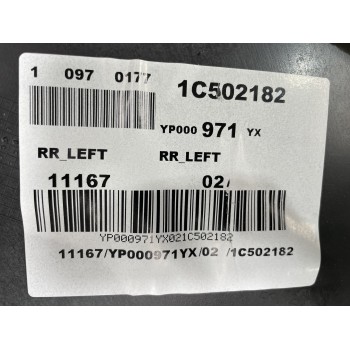 1 097 0177
1C502182
YP000 971 YX
RR_LEFT RR_LEFT
11167 02/
YP000971YX021C502182
11167/YP000971YX/02 /1C502182